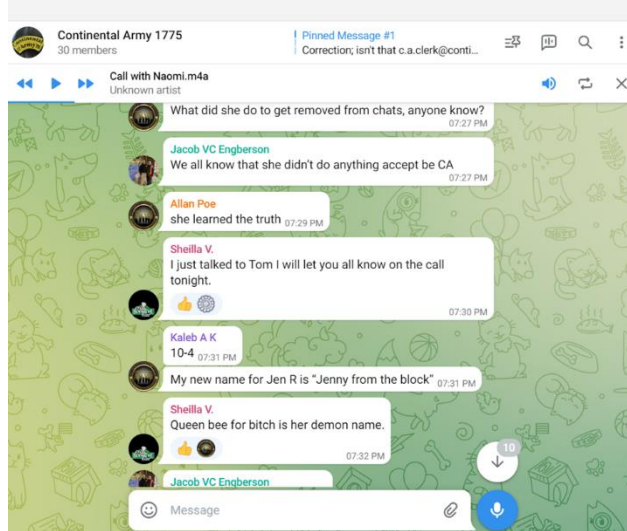 Continental Army 1775
30 members
Pinned Message #1
Correction; isn't that c.a.clerk@conti...
Call with Naomi.m4a
Unknown artist
What did she do to get removed from chats, anyone know?
07:27 PM
Jacob VC Engberson
We all know that she didn't do anything accept be CA
07:27 PM
Allan Poe
she learned the truth 07:29 PM
Sheilla V.
I just talked to Tom I will let you all know on the call
tonight.
07:30 PM
Kaleb A K
10-4 07:31 PM
My new name for Jen R is “Jenny from the block” 07:31 PM
Sheilla V.
Queen bee for bitch is her demon name.
07:32 PM
10
Jacob VC Engberson
Message